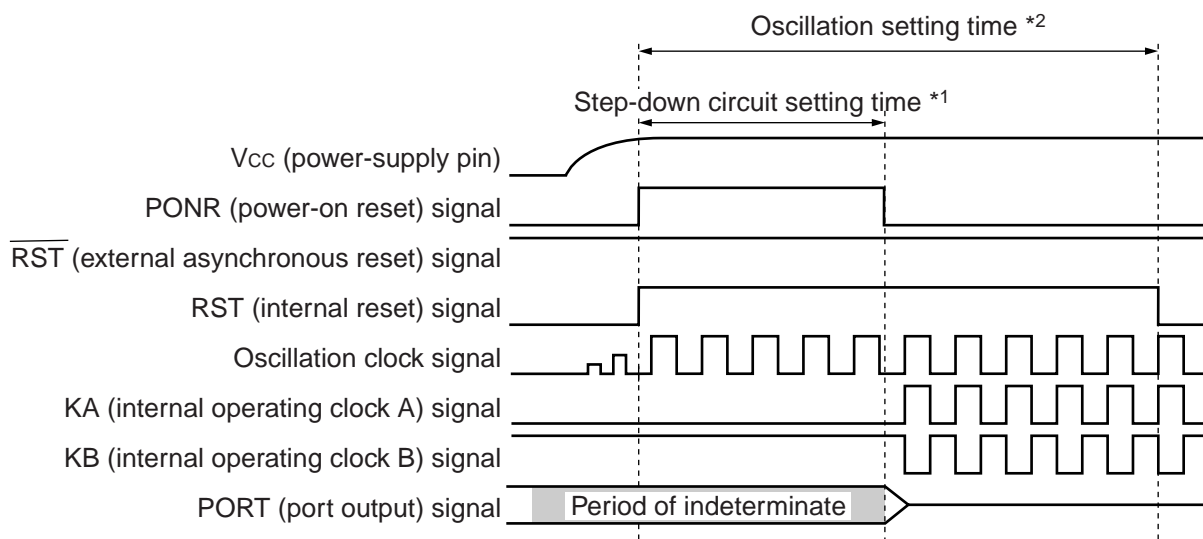 Oscillation setting time *2
Step-down circuit setting time *1
Vcc (power-supply pin)
PONR (power-on reset) signal
RST (external asynchronous reset) signal
RST (internal reset) signal
Oscillation clock signal
KA (internal operating clock A) signal
KB (internal operating clock B) signal
PORT (port output) signal
Period of indeterminate